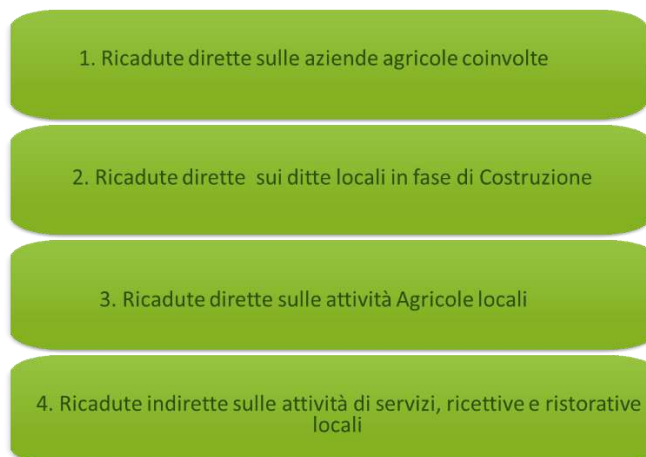 1. Ricadute dirette sulle aziende agricole coinvolte
2. Ricadute dirette  sui ditte locali in fase di Costruzione
3. Ricadute dirette sulle attività Agricole locali
4. Ricadute indirette sulle attività di servizi, ricettive e ristorative
locali